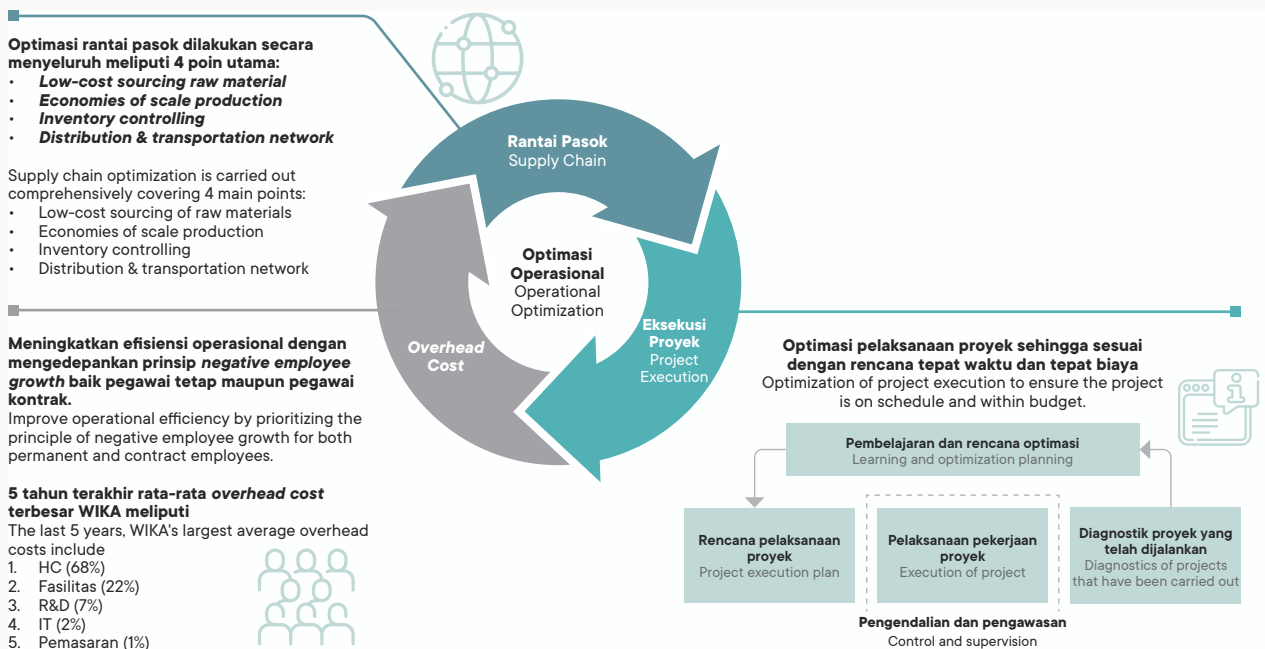 Optimasi rantai pasok dilakukan secara
menyeluruh meliputi 4 poin utama:
• Low-cost sourcing raw material
• Economies of scale production
• Inventory controlling
• Distribution & transportation network
Supply chain optimization is carried out
comprehensively covering 4 main points:
• Low-cost sourcing of raw materials
• Economies of scale production
• Inventory controlling
• Distribution & transportation network
Rantai Pasok
Supply Chain
Optimasi
Operasional
Operational
Optimization
Eksekusi
Proyek
Project
Execution
Overhead
Cost
Meningkatkan efisiensi operasional dengan
mengedepankan prinsip negative employee
growth baik pegawai tetap maupun pegawai
kontrak.
Improve operational efficiency by prioritizing the
principle of negative employee growth for both
permanent and contract employees.
5 tahun terakhir rata-rata overhead cost
terbesar WIKA meliputi
The last 5 years, WIKA's largest average overhead
costs include
1. HC (68%)
2. Fasilitas (22%)
3. R&D (7%)
4. IT (2%)
5. Pemasaran (1%)
Optimasi pelaksanaan proyek sehingga sesuai
dengan rencana tepat waktu dan tepat biaya
Optimization of project execution to ensure the project
is on schedule and within budget.
Pembelajaran dan rencana optimasi
Learning and optimization planning
Rencana pelaksanaan
proyek
Project execution plan
Pelaksanaan pekerjaan
proyek
Execution of project
Diagnostik proyek yang
telah dijalankan
Diagnostics of projects
that have been carried out
Pengendalian dan pengawasan
Control and supervision